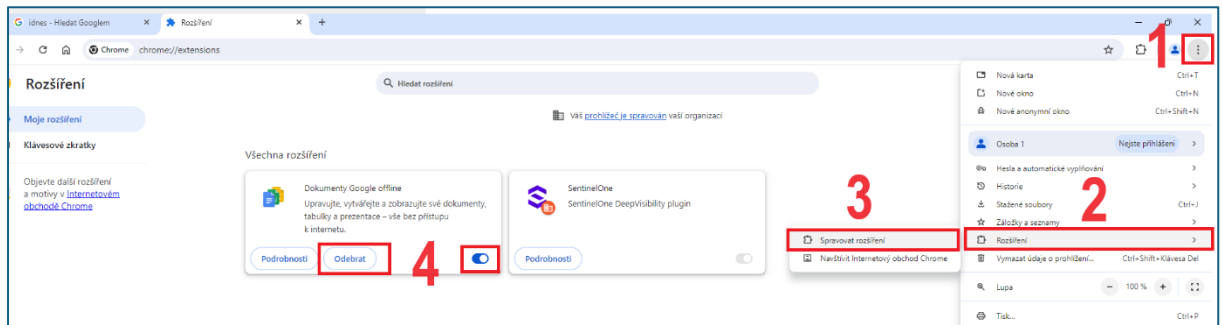 idnes - Hledat Googlem
Rozšíření
Chrome
chrome://extensions
1
Rozšíření
Hledat rozšíření
Moje rozšíření
Klávesové zkratky
Objevte další rozšíření
a motivy v Internetovém
obchodě Chrome
Váš prohlížeč je spravován vaší organizací
Všechna rozšíření
Dokumenty Google offline
Upravujte, vytvářejte a zobrazujte své dokumenty,
tabulky a prezentace – vše bez přístupu
k internetu.
Podrobnosti
Odebrat
4
SentinelOne
SentinelOne DeepVisibility plugin
Podrobnosti
3
Spravovat rozšíření
Navštívit Internetový obchod Chrome
Nová karta Ctrl+T
Nové okno Ctrl+N
Nové anonymní okno Ctrl+Shift+N
Osoba 1 Nejste přihlášeni
Hesla a automatické vyplňování
Historie
2
Stažené soubory Ctrl+J
Záložky a seznamy
Rozšíření
Vymazat údaje o prohlížení... Ctrl+Shift+Klávesa Del
Lupa - 100 % +
Tisk... Ctrl+P